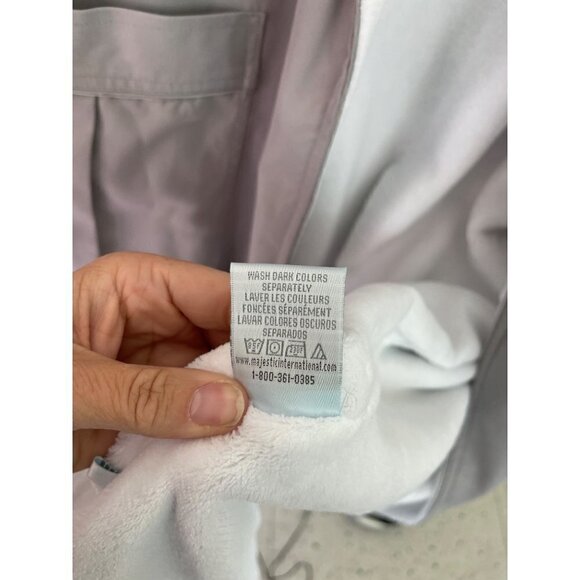 WASH DARK COLORS
SEPARATELY
LAVER LES COULEURS
FONCÉES SÉPARÉMENT
LAVAR COLORES OSCUROS
SEPARADOS
www.majesticinternational.com
1-800-361-0385